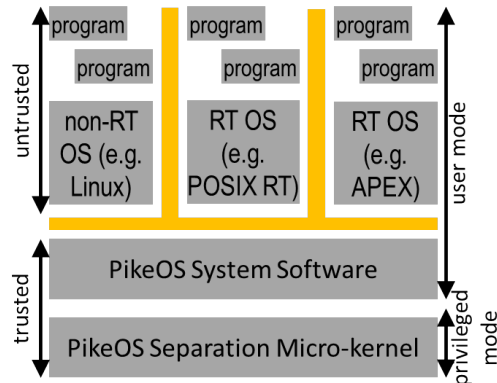 program program program
program program program
untrusted
non-RT
OS (e.g.
Linux)
RT OS
(e.g.
POSIX RT)
RT OS
(e.g.
APEX)
user mode
trusted
PikeOS System Software
PikeOS Separation Micro-kernel
privileged
mode